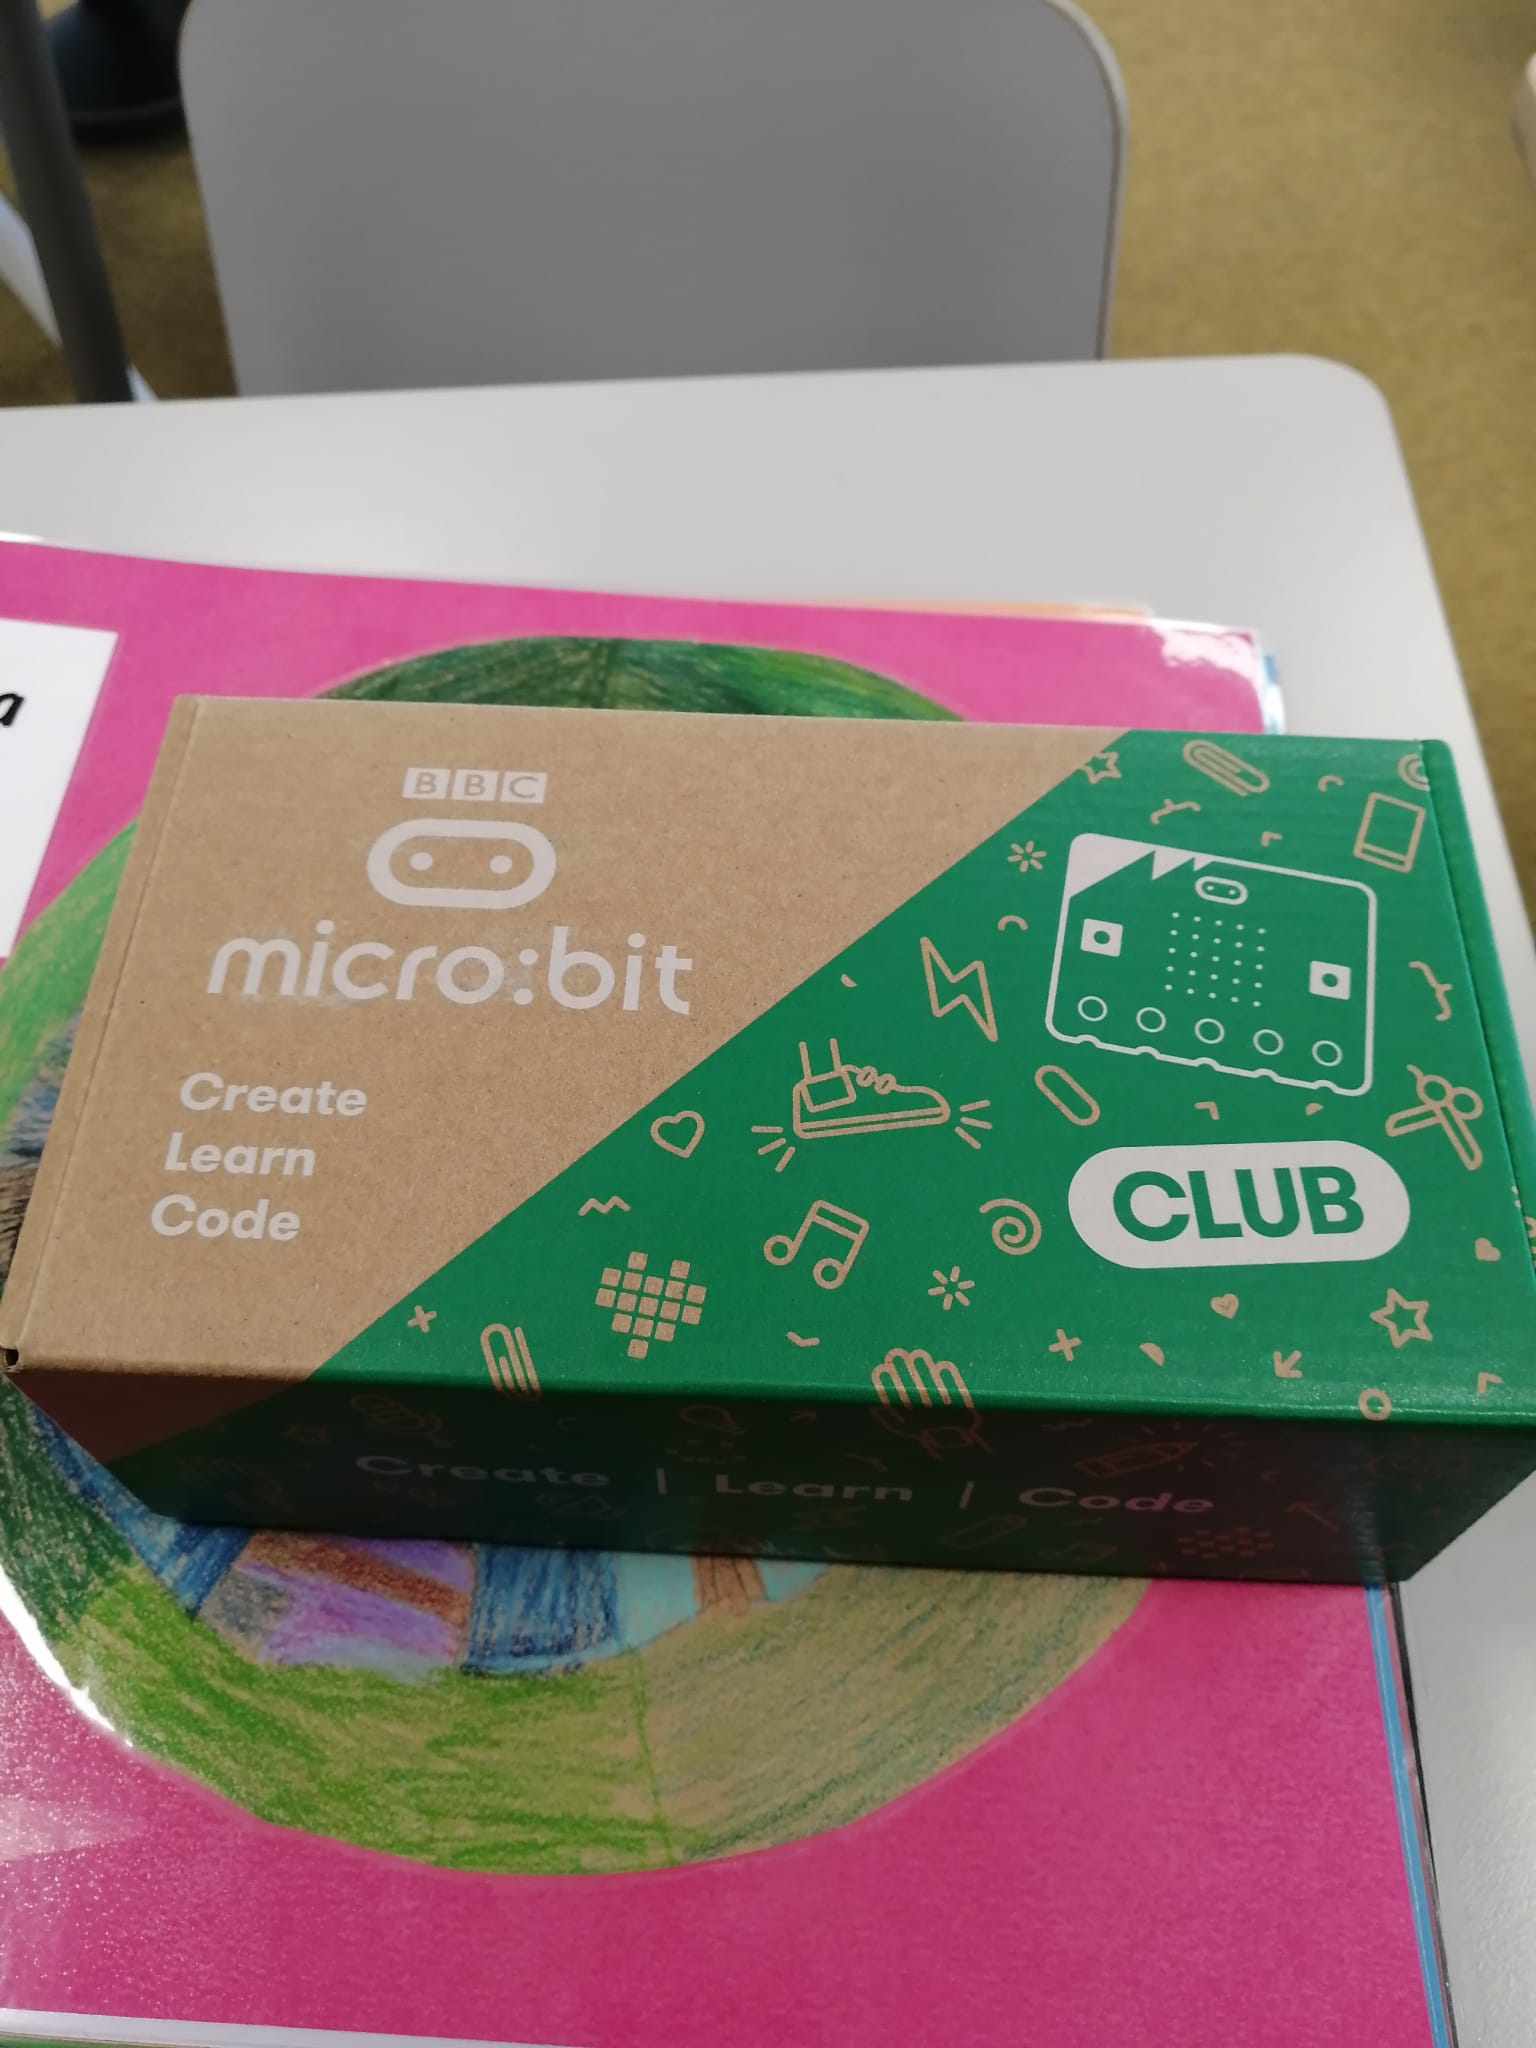 a
BBC
micro:bit
Create
Learn
Code
CLUB
Create | Learn | Code